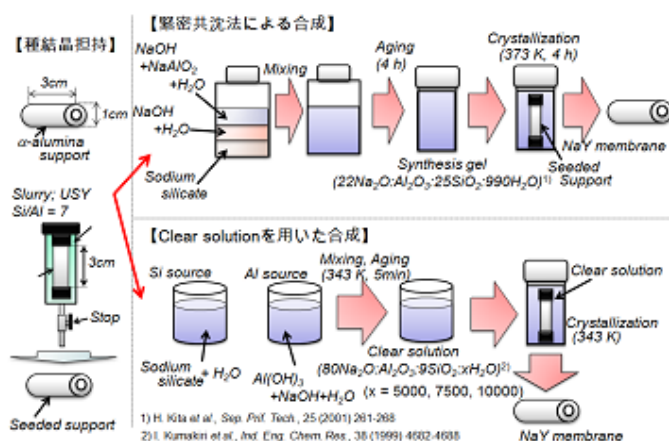 【種結晶担持】
3cm
1cm
α-alumina
support
Slurry; USY
Si/Al = 7
3cm
Stop
Seeded support
【緊密共沈法による合成】
NaOH
+NaAlO2
+H2O
NaOH
+H2O
Sodium
silicate
Mixing
Aging
(4 h)
Synthesis gel
(22Na2O:Al2O3:25SiO2:990H2O)1)
Crystallization
(373 K, 4 h)
Seeded
Support
NaY membrane
【Clear solutionを用いた合成】
Si source
Sodium
silicate + H2O
Al source
Al(OH)3
+NaOH+H2O
Mixing, Aging
(343 K, 5min)
Clear solution
(80Na2O:Al2O3:9SiO2:xH2O)2)
(x = 5000, 7500, 10000)
Clear solution
Crystallization
(343 K)
NaY membrane
1) H. Kita et al., Sep. Prif. Tech., 25 (2001) 261-268
2) I. Kumakiri et al., Ind. Eng. Chem. Res., 38 (1999) 4682-4688